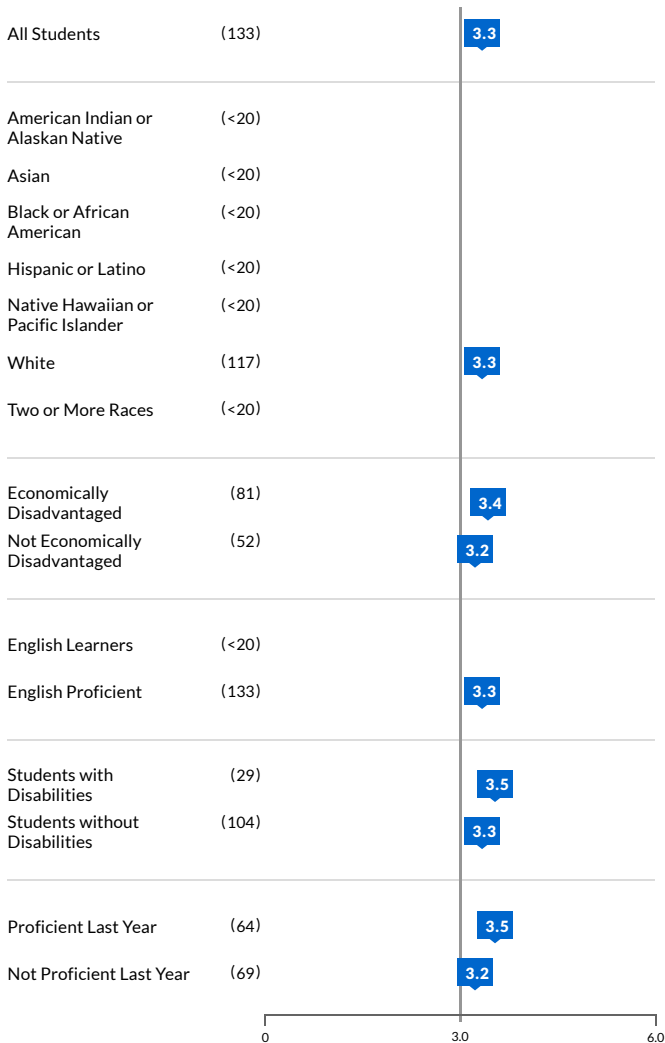 All Students (133) 3.3
American Indian or (<20)
Alaskan Native
Asian (<20)
Black or African (<20)
American
Hispanic or Latino (<20)
Native Hawaiian or (<20)
Pacific Islander
White (117) 3.3
Two or More Races (<20)
Economically (81) 3.4
Disadvantaged
Not Economically (52) 3.2
Disadvantaged
English Learners (<20)
English Proficient (133) 3.3
Students with (29) 3.5
Disabilities
Students without (104) 3.3
Disabilities
Proficient Last Year (64) 3.5
Not Proficient Last Year (69) 3.2
0 3.0 6.0